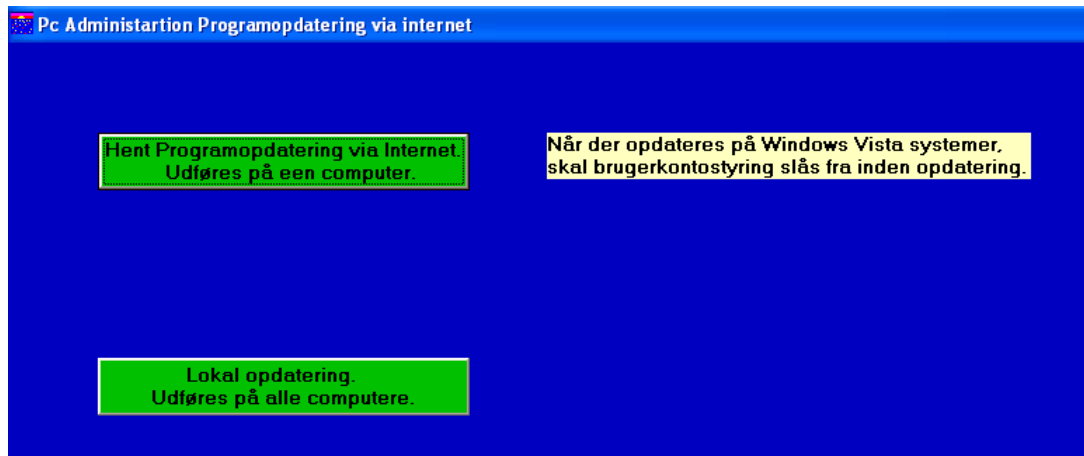 Pc Administartion Programopdatering via internet
Hent Programopdatering via Internet.
Udføres på een computer.
Når der opdateres på Windows Vista systemer,
skal brugerkontostyring slås fra inden opdatering.
Lokal opdatering.
Udføres på alle computere.